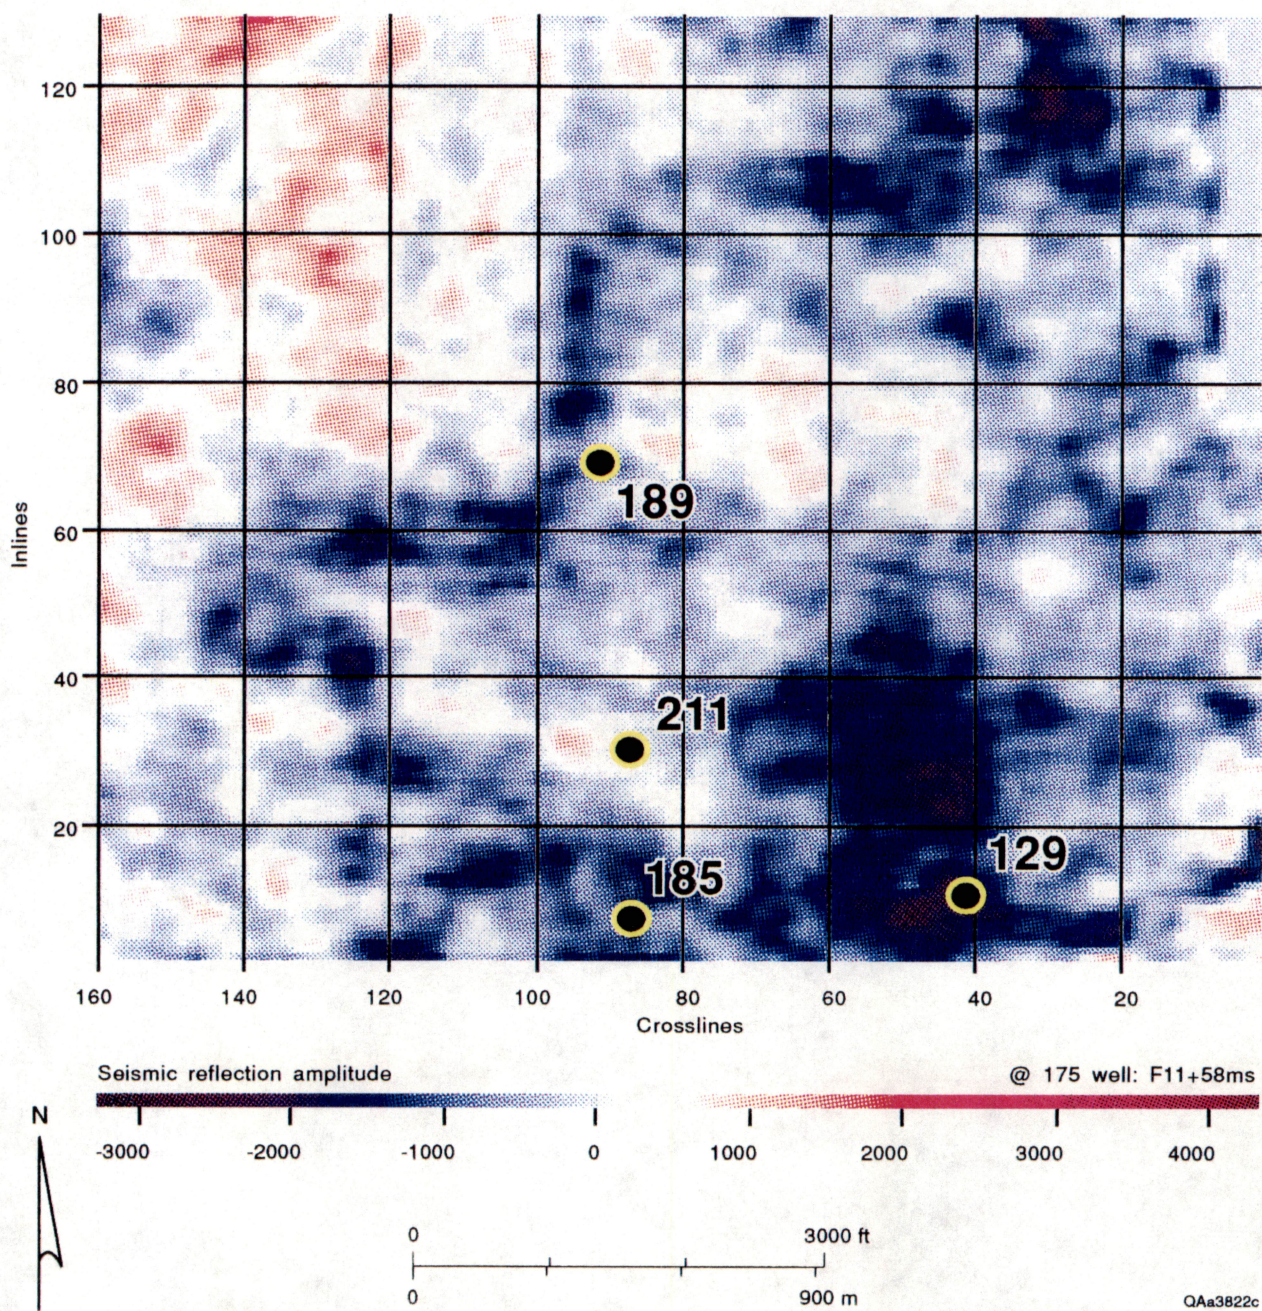 120
100
80
189
60
Inlines
40
211
20
129
185
160 140 120 100 80 60 40 20
Crosslines
Seismic reflection amplitude @ 175 well: F11+58ms
N
-3000 -2000 -1000 0 1000 2000 3000 4000
0 3000 ft
0 900 m
QAa3822c